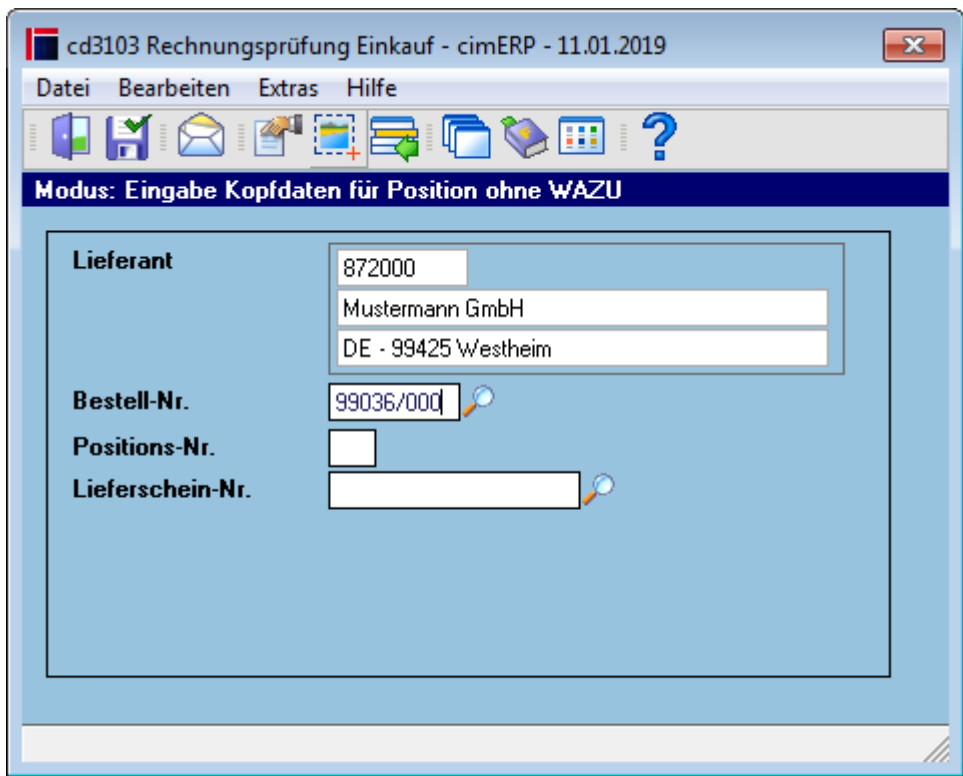 cd3103 Rechnungsprüfung Einkauf - cimERP - 11.01.2019
Datei Bearbeiten Extras Hilfe
Modus: Eingabe Kopfdaten für Position ohne WAZU
Lieferant 872000
Mustermann GmbH
DE - 99425 Westheim
Bestell-Nr. 99036/000
Positions-Nr.
Lieferschein-Nr.